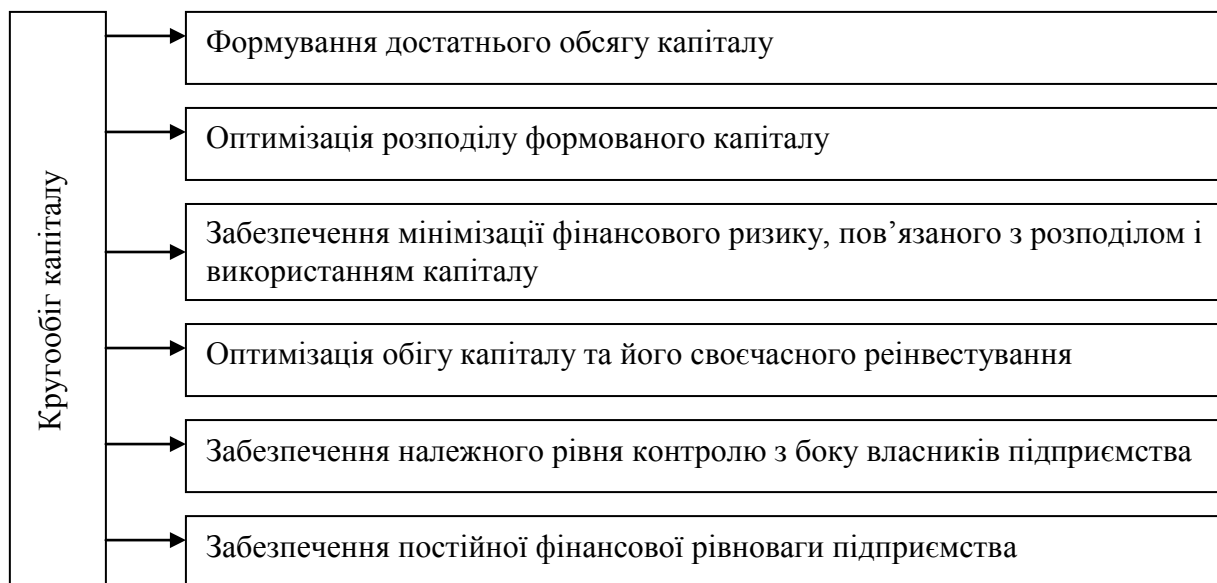 Кругообіг капіталу
Формування достатнього обсягу капіталу
Оптимізація розподілу формованого капіталу
Забезпечення мінімізації фінансового ризику, пов’язаного з розподілом і
використанням капіталу
Оптимізація обігу капіталу та його своєчасного реінвестування
Забезпечення належного рівня контролю з боку власників підприємства
Забезпечення постійної фінансової рівноваги підприємства